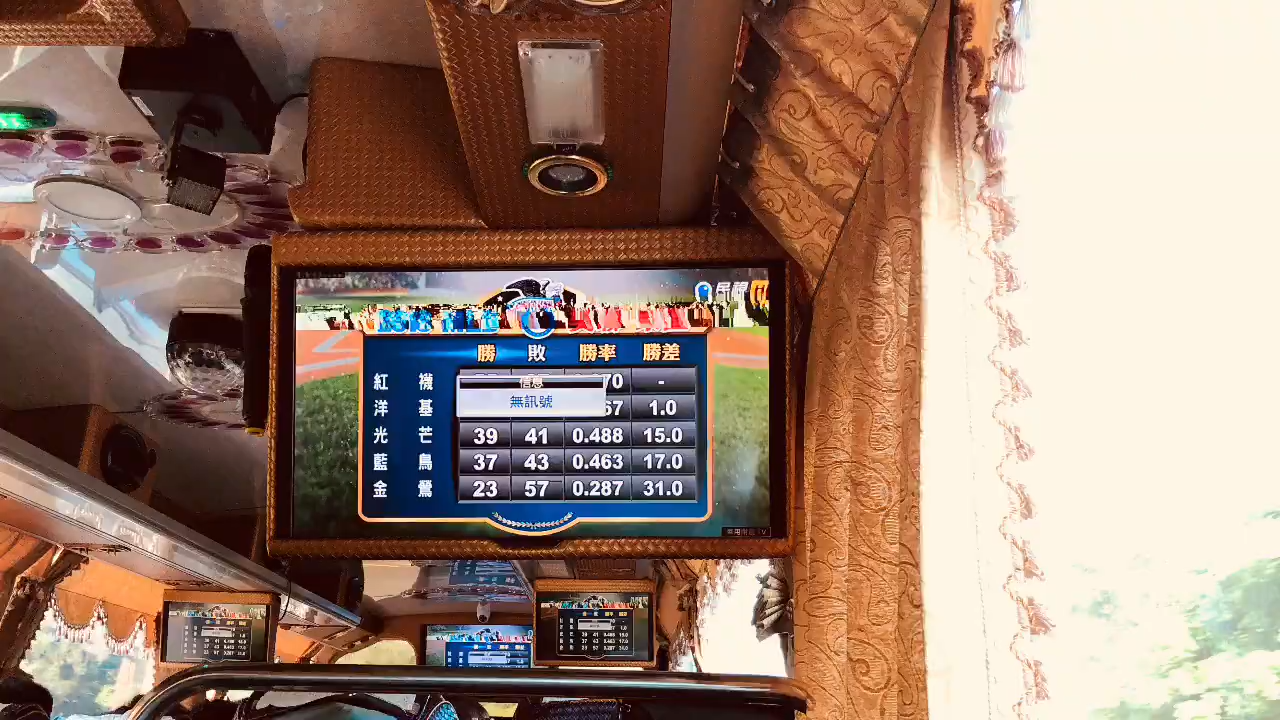 民視
勝 敗 勝率 勝差
紅襪 70 -
信息
無訊號
洋基 67 1.0
光芒 39 41 0.488 15.0
藍鳥 37 43 0.463 17.0
金鶯 23 57 0.287 31.0